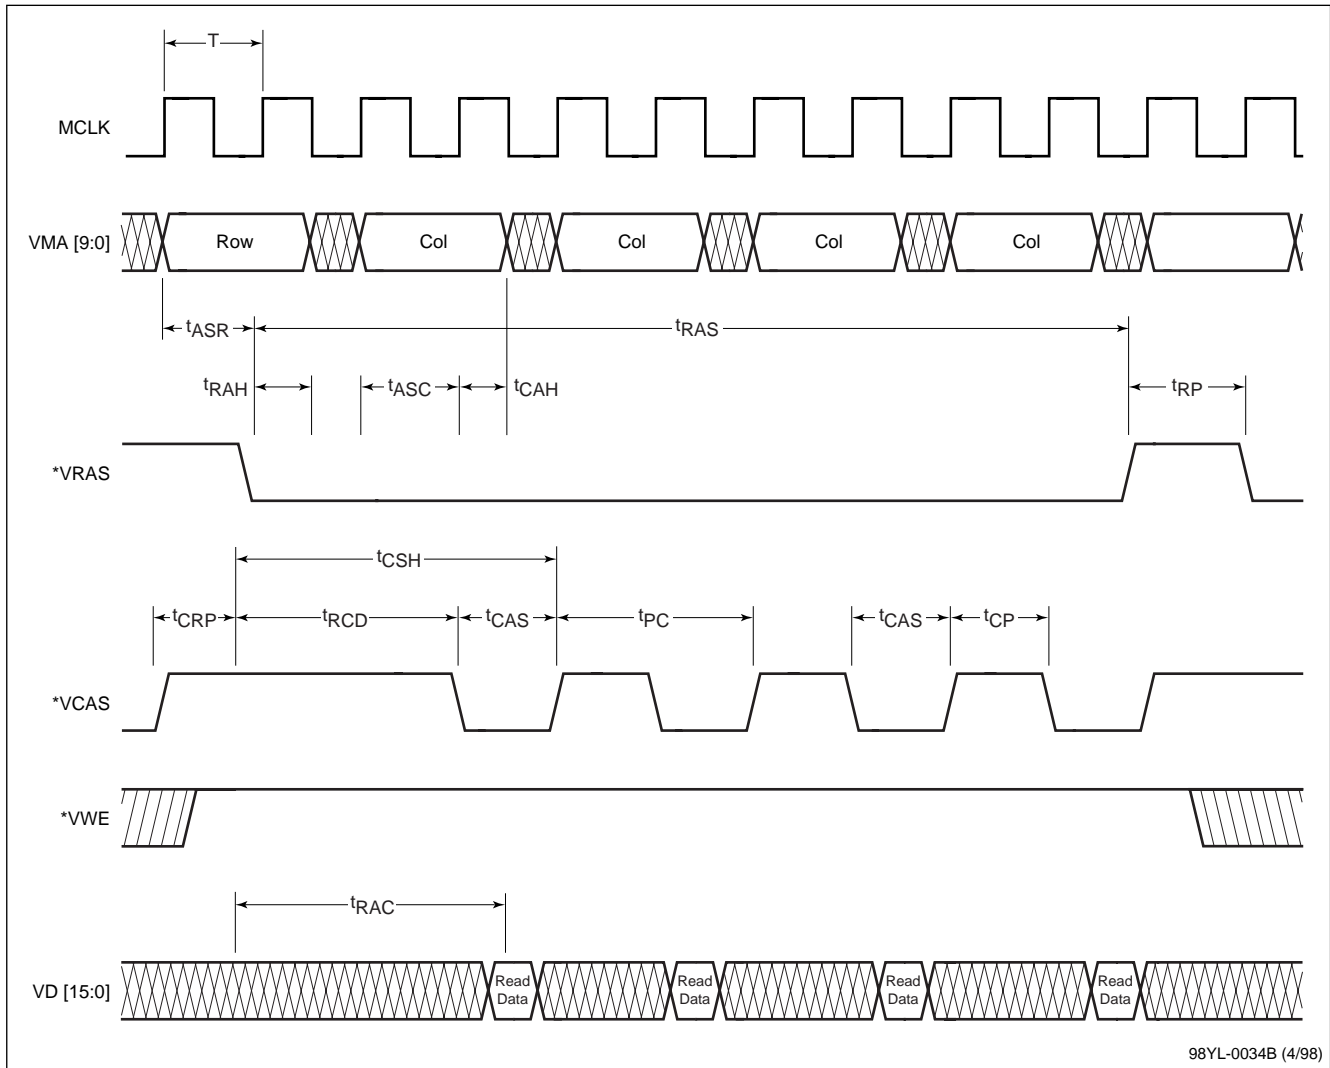 T
MCLK
VMA [9:0]
Row
Col
Col
Col
Col
tASR
tRAS
tRAH
tASC
tCAH
tRP
*VRAS
tCSH
tCRP
tRCD
tCAS
tPC
tCAS
tCP
*VCAS
*VWE
tRAC
VD [15:0]
Read
Data
Read
Data
Read
Data
Read
Data
98YL-0034B (4/98)